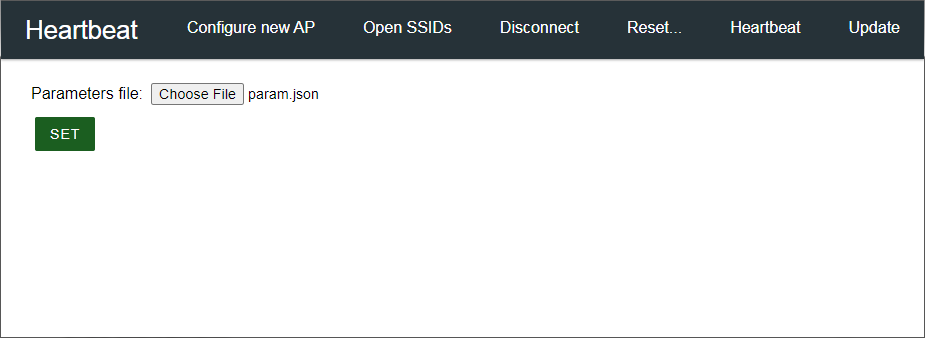 Heartbeat Configure new AP Open SSIDs Disconnect Reset... Heartbeat Update
Parameters file: Choose File param.json
SET